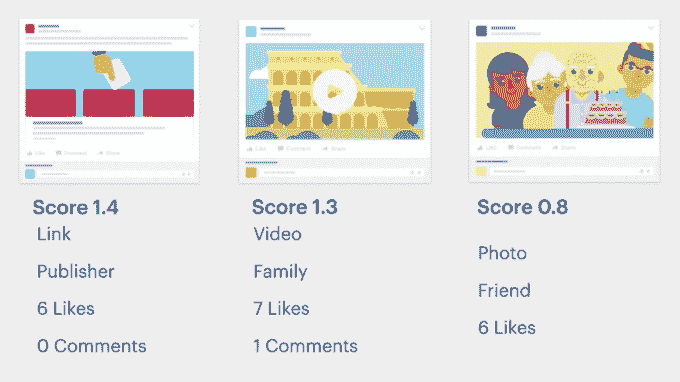 Like Comment Share
Like Comment Share
Like Comment Share
Score 1.4
Link
Publisher
6 Likes
0 Comments
Score 1.3
Video
Family
7 Likes
1 Comments
Score 0.8
Photo
Friend
6 Likes